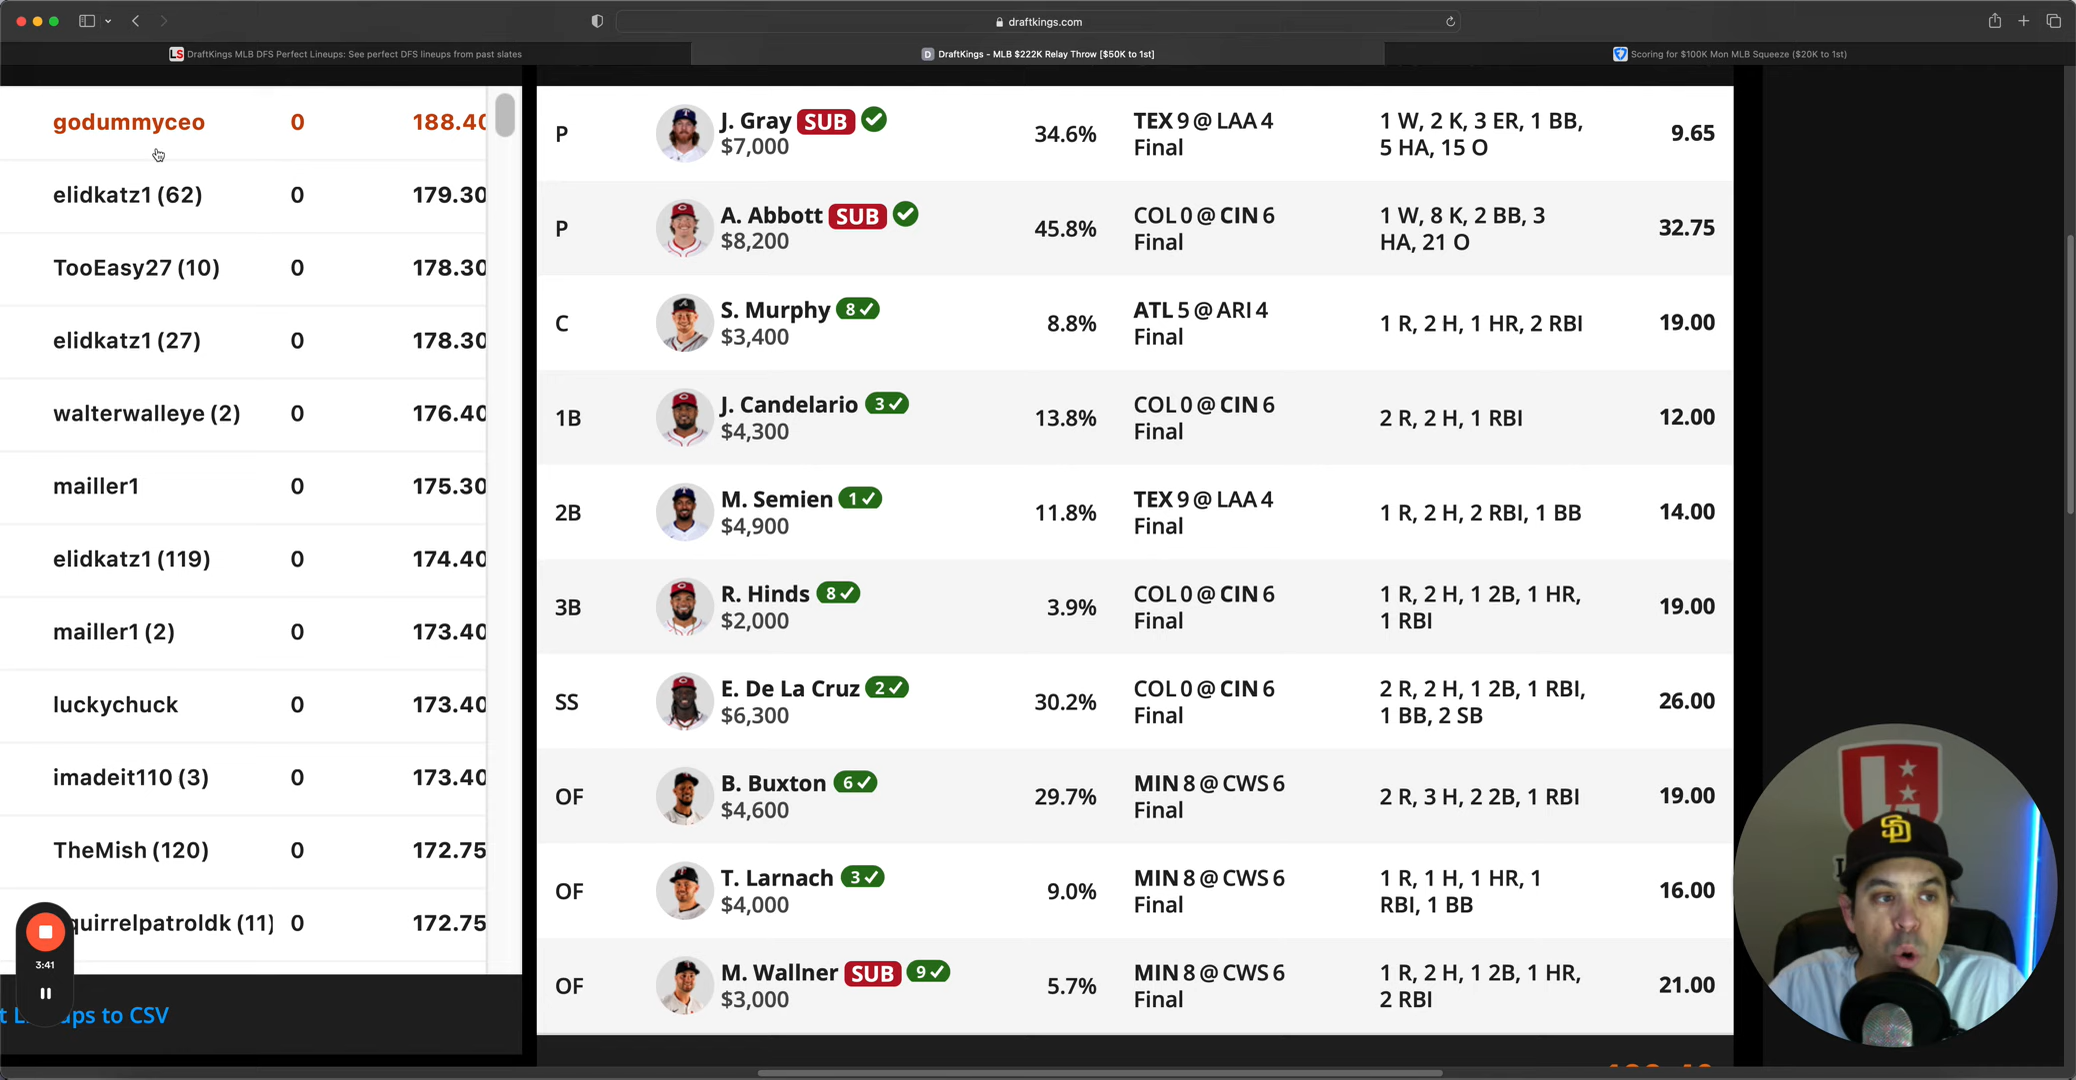 draftkings.com
LS DraftKings MLB DFS Perfect Lineups: See perfect DFS lineups from past slates
D DraftKings - MLB $222K Relay Throw [$50K to 1st]
Scoring for $100K Mon MLB Squeeze ($20K to 1st)
godummyceo 0 188.40
elidkatz1 (62) 0 179.30
TooEasy27 (10) 0 178.30
elidkatz1 (27) 0 178.30
walterwalleye (2) 0 176.40
mailler1 0 175.30
elidkatz1 (119) 0 174.40
mailler1 (2) 0 173.40
luckychuck 0 173.40
imadeit110 (3) 0 173.40
TheMish (120) 0 172.75
quirrelpatroldk (11) 0 172.75
3:41
ups to CSV
P J. Gray SUB 34.6% TEX 9 @ LAA 4 1 W, 2 K, 3 ER, 1 BB, 9.65
$7,000 Final 5 HA, 15 O
P A. Abbott SUB 45.8% COL 0 @ CIN 6 1 W, 8 K, 2 BB, 3 32.75
$8,200 Final HA, 21 O
C S. Murphy 8 8.8% ATL 5 @ ARI 4 1 R, 2 H, 1 HR, 2 RBI 19.00
$3,400 Final
1B J. Candelario 3 13.8% COL 0 @ CIN 6 2 R, 2 H, 1 RBI 12.00
$4,300 Final
2B M. Semien 1 11.8% TEX 9 @ LAA 4 1 R, 2 H, 2 RBI, 1 BB 14.00
$4,900 Final
3B R. Hinds 8 3.9% COL 0 @ CIN 6 1 R, 2 H, 1 2B, 1 HR, 19.00
$2,000 Final 1 RBI
SS E. De La Cruz 2 30.2% COL 0 @ CIN 6 2 R, 2 H, 1 2B, 1 RBI, 26.00
$6,300 Final 1 BB, 2 SB
OF B. Buxton 6 29.7% MIN 8 @ CWS 6 2 R, 3 H, 2 2B, 1 RBI 19.00
$4,600 Final
OF T. Larnach 3 9.0% MIN 8 @ CWS 6 1 R, 1 H, 1 HR, 1 16.00
$4,000 Final RBI, 1 BB
OF M. Wallner SUB 9 5.7% MIN 8 @ CWS 6 1 R, 2 H, 1 2B, 1 HR, 21.00
$3,000 Final 2 RBI
SD